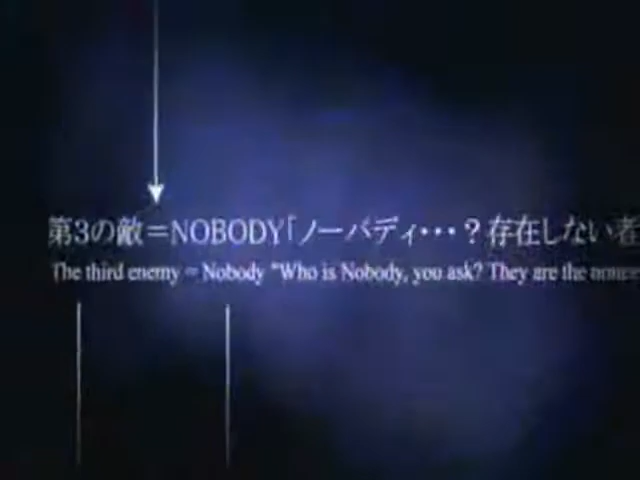 第3の敵＝NOBODY「ノーバディ・・・？存在しない者
The third enemy = Nobody "Who is Nobody, you ask? They are the